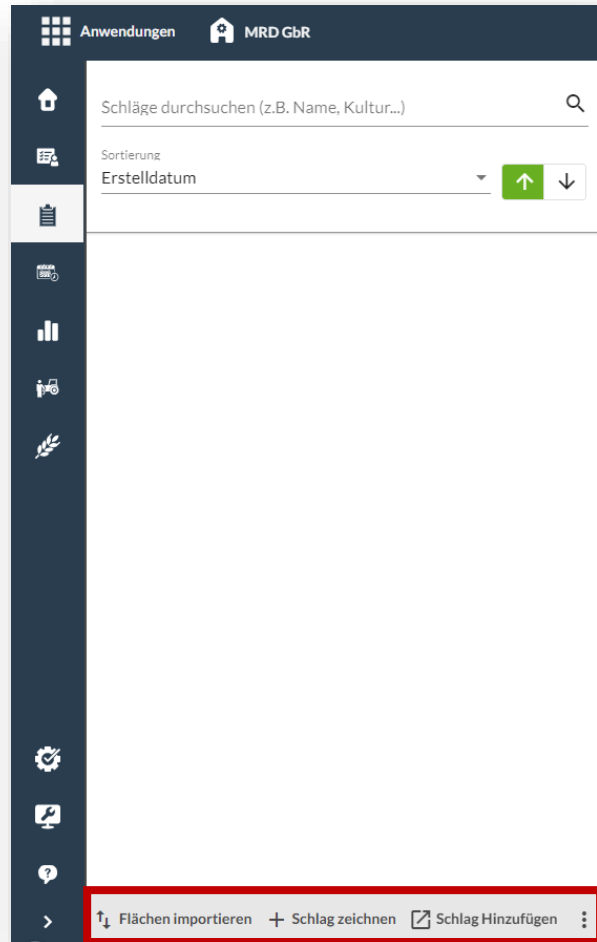 Anwendungen MRD GbR
Schläge durchsuchen (z.B. Name, Kultur...)
Sortierung
Erstelldatum
?
Flächen importieren + Schlag zeichnen Schlag Hinzufügen